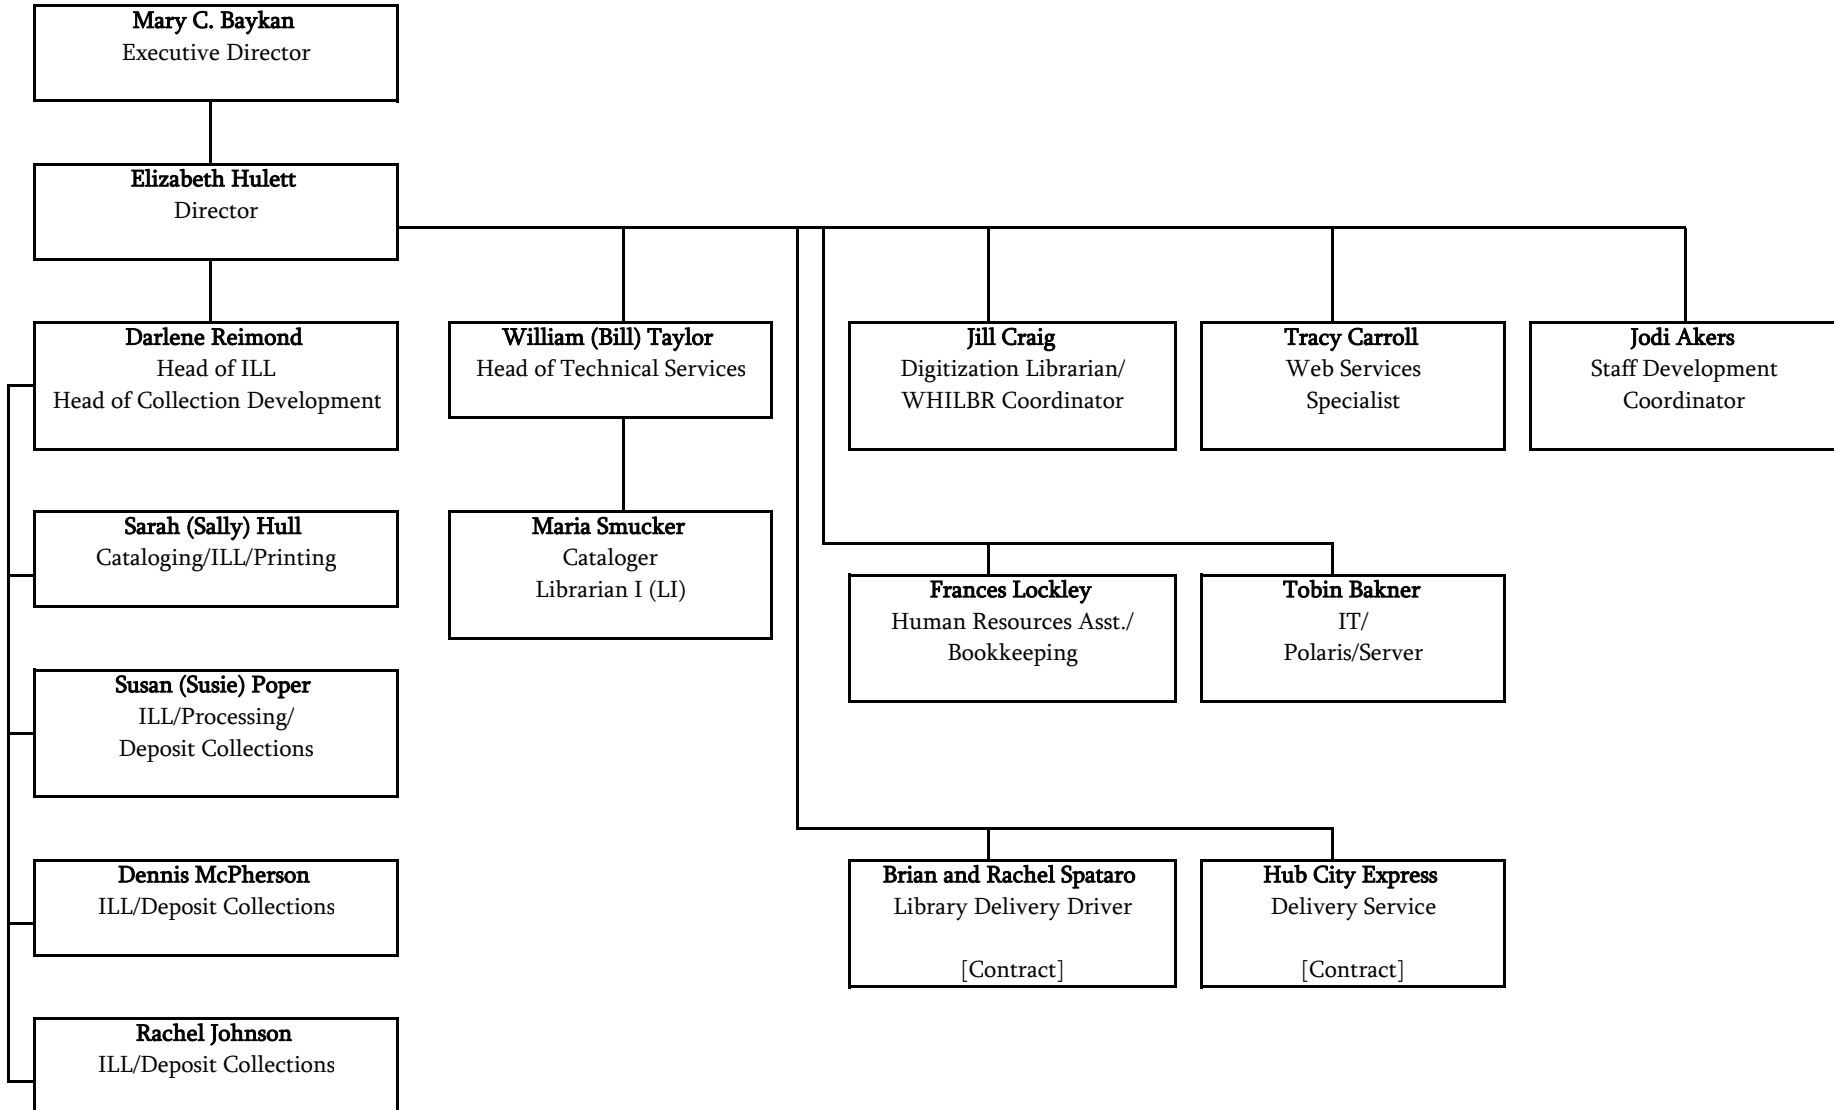 Mary C. Baykan
Executive Director
Elizabeth Hulett
Director
Darlene Reimond
Head of ILL
Head of Collection Development
William (Bill) Taylor
Head of Technical Services
Jill Craig
Digitization Librarian/
WHILBR Coordinator
Tracy Carroll
Web Services
Specialist
Jodi Akers
Staff Development
Coordinator
Sarah (Sally) Hull
Cataloging/ILL/Printing
Maria Smucker
Cataloger
Librarian I (LI)
Frances Lockley
Human Resources Asst./
Bookkeeping
Tobin Bakner
IT/
Polaris/Server
Susan (Susie) Poper
ILL/Processing/
Deposit Collections
Dennis McPherson
ILL/Deposit Collections
Brian and Rachel Spataro
Library Delivery Driver
[Contract]
Hub City Express
Delivery Service
[Contract]
Rachel Johnson
ILL/Deposit Collections